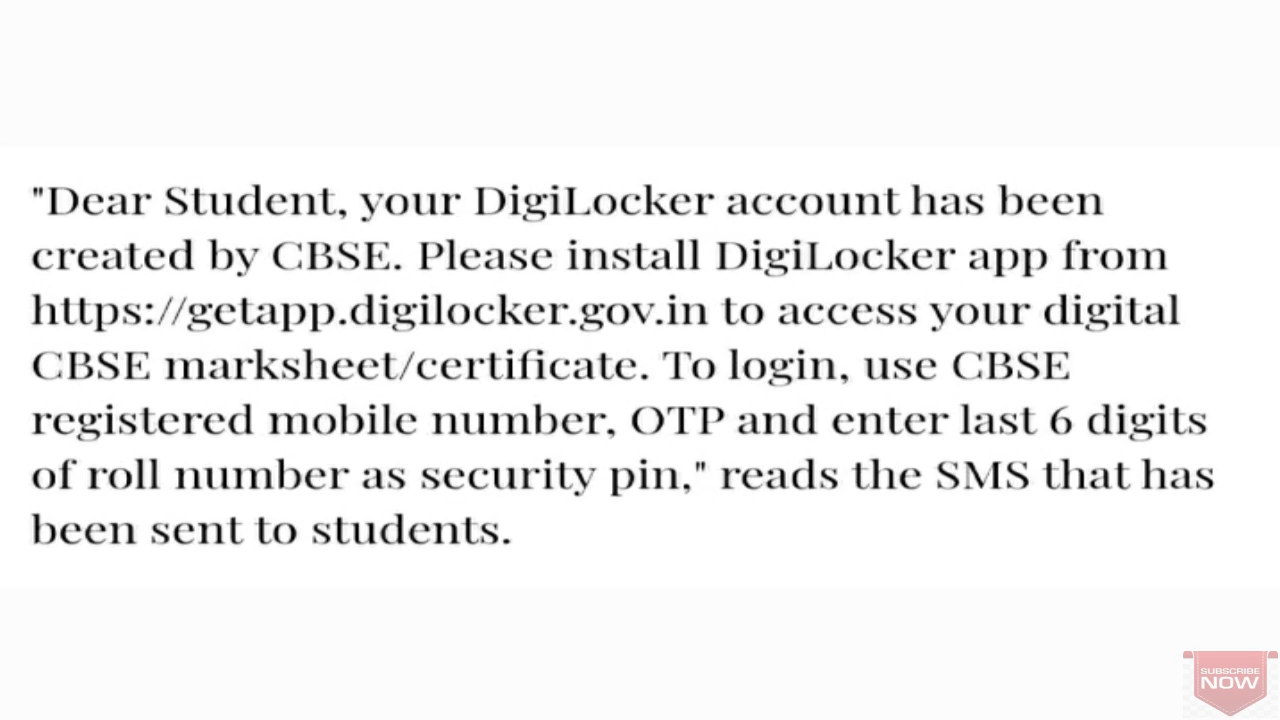 "Dear Student, your DigiLocker account has been
created by CBSE. Please install DigiLocker app from
https://getapp.digilocker.gov.in to access your digital
CBSE marksheet/certificate. To login, use CBSE
registered mobile number, OTP and enter last 6 digits
of roll number as security pin," reads the SMS that has
been sent to students.
SUBSCRIBE
NOW